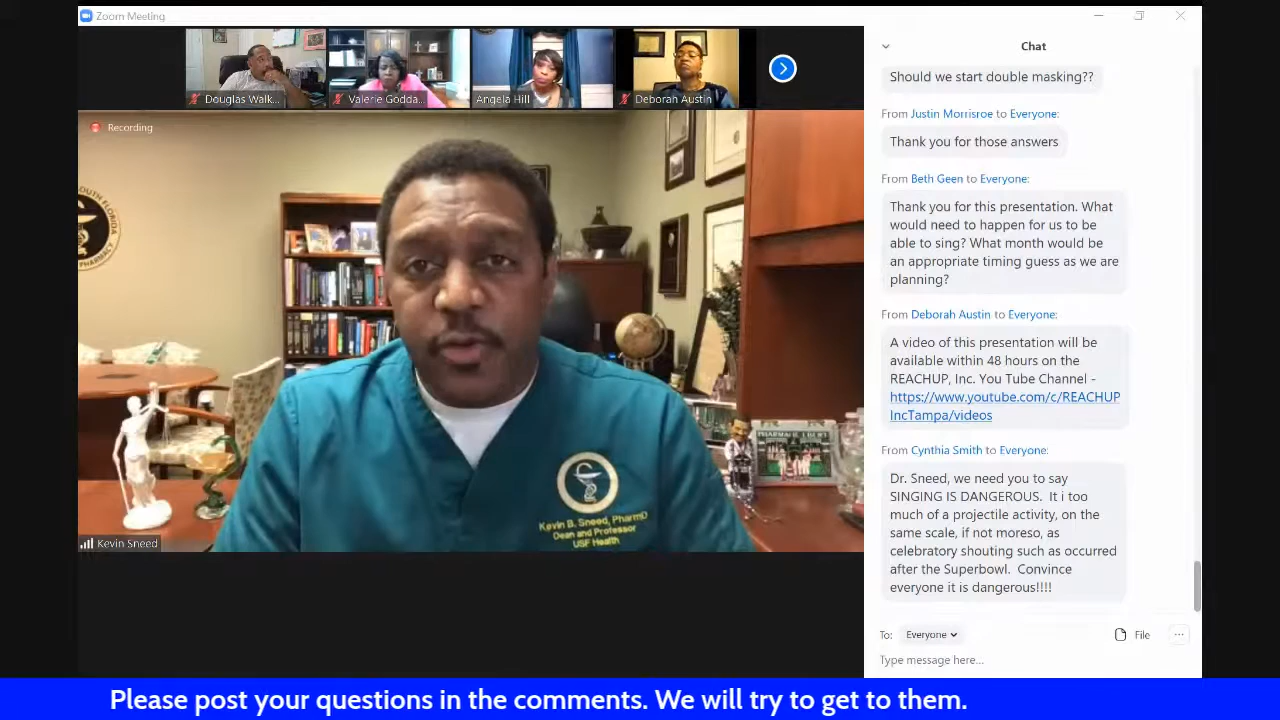 Zoom Meeting
Douglas Walk...
Valerie Godda...
Angela Hill
Deborah Austin
Recording
OUTH FLORIDA
PHARMACY
Kevin B. Sneed, PharmD
Dean and Professor
USF Health
Kevin Sneed
Chat
Should we start double masking??
From Justin Morrisroe to Everyone:
Thank you for those answers
From Beth Geen to Everyone:
Thank you for this presentation. What
would need to happen for us to be
able to sing? What month would be
an appropriate timing guess as we are
planning?
From Deborah Austin to Everyone:
A video of this presentation will be
available within 48 hours on the
REACHUP, Inc. You Tube Channel -
https://www.youtube.com/c/REACHUP
IncTampa/videos
From Cynthia Smith to Everyone:
Dr. Sneed, we need you to say
SINGiNG IS DANGEROUS. It i too
much of a projectile activity, on the
same scale, if not moreso, as
celebratory shouting such as occurred
after the Superbowl. Convince
everyone it is dangerous!!!!
To: Everyone
File
...
Type message here...
Please post your questions in the comments. We will try to get to them.